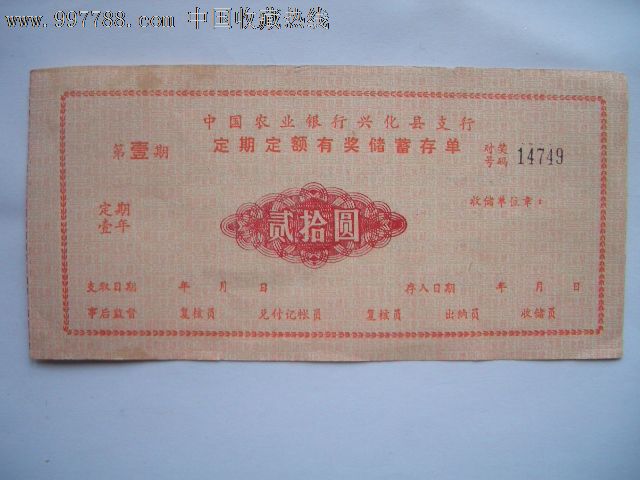 www.997788.com 中国收藏热线
中国农业银行兴化县支行
第壹期 定期定额有奖储蓄存单 对奖号码 14749
收储单位章:
定期
壹年
贰拾圆
支取日期 年 月 日 存入日期 年 月 日
事后监督 复核员 兑付记帐员 复核员 出纳员 收储员